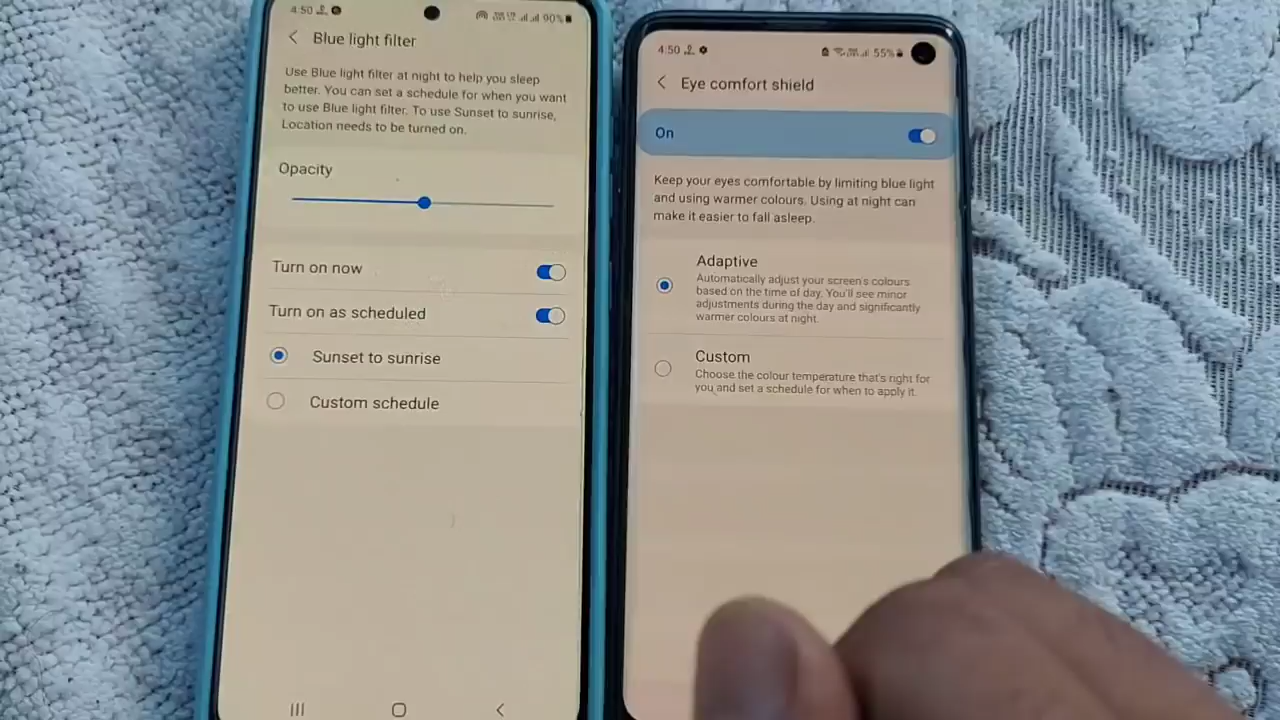 4:50
90%
Blue light filter
Use Blue light filter at night to help you sleep
better. You can set a schedule for when you want
to use Blue light filter. To use Sunset to sunrise,
Location needs to be turned on.
Opacity
Turn on now
Turn on as scheduled
Sunset to sunrise
Custom schedule
4:50
55%
Eye comfort shield
On
Keep your eyes comfortable by limiting blue light
and using warmer colours. Using at night can
make it easier to fall asleep.
Adaptive
Automatically adjust your screen's colours
based on the time of day. You'll see minor
adjustments during the day and significantly
warmer colours at night.
Custom
Choose the colour temperature that's right for
you and set a schedule for when to apply it.